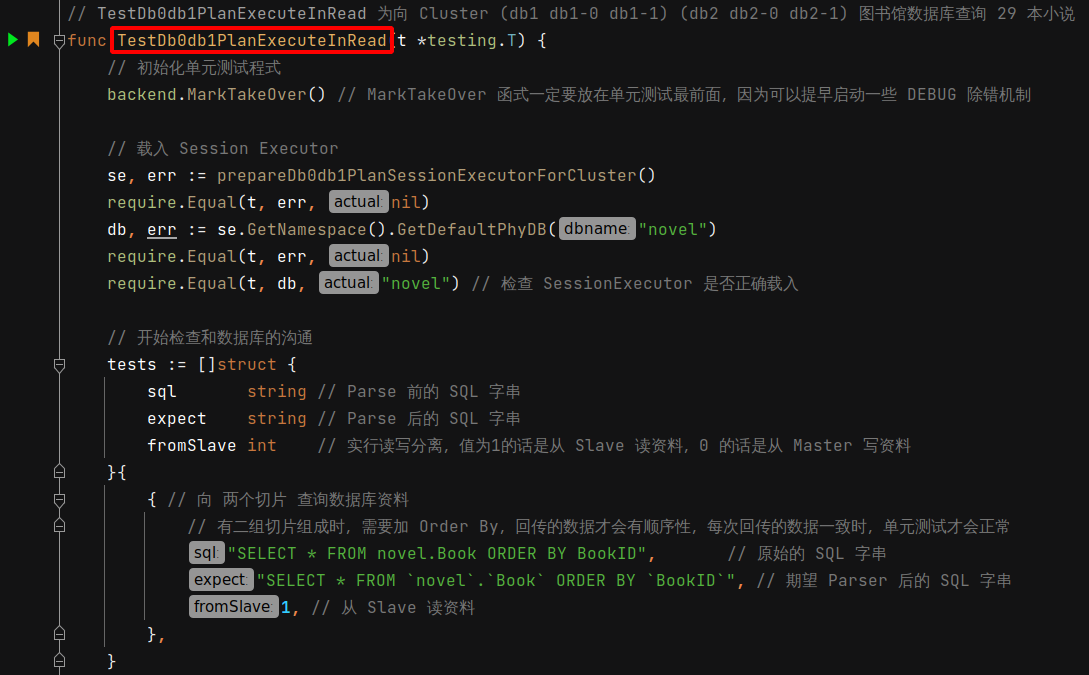 // TestDb0db1PlanExecuteInRead 为向 Cluster (db1 db1-0 db1-1) (db2 db2-0 db2-1) 图书馆数据库查询 29 本小说
func TestDb0db1PlanExecuteInRead(t *testing.T) {
// 初始化单元测试程式
backend.MarkTakeOver() // MarkTakeOver 函式一定要放在单元测试最前面, 因为可以提早启动一些 DEBUG 除错机制
// 载入 Session Executor
se, err := prepareDb0db1PlanSessionExecutorForCluster()
require.Equal(t, err, actual: nil)
db, err := se.GetNamespace().GetDefaultPhyDB( dbname: "novel")
require.Equal(t, err, actual: nil)
require.Equal(t, db, actual: "novel") // 检查 SessionExecutor 是否正确载入
// 开始检查和数据库的沟通
tests := []struct {
sql string // Parse 前的 SQL 字串
expect string // Parse 后的 SQL 字串
fromSlave int // 实行读写分离, 值为1的话是从 Slave 读资料, 0 的话是从 Master 写资料
}{
{ // 向 两个切片 查询数据库资料
// 有二组切片组成时, 需要加 Order By, 回传的数据才会有顺序性, 每次回传的数据一致时, 单元测试才会正常
sql: "SELECT * FROM novel.Book ORDER BY BookID", // 原始的 SQL 字串
expect: "SELECT * FROM `novel`.`Book` ORDER BY `BookID`", // 期望 Parser 后的 SQL 字串
fromSlave: 1, // 从 Slave 读资料
},
}